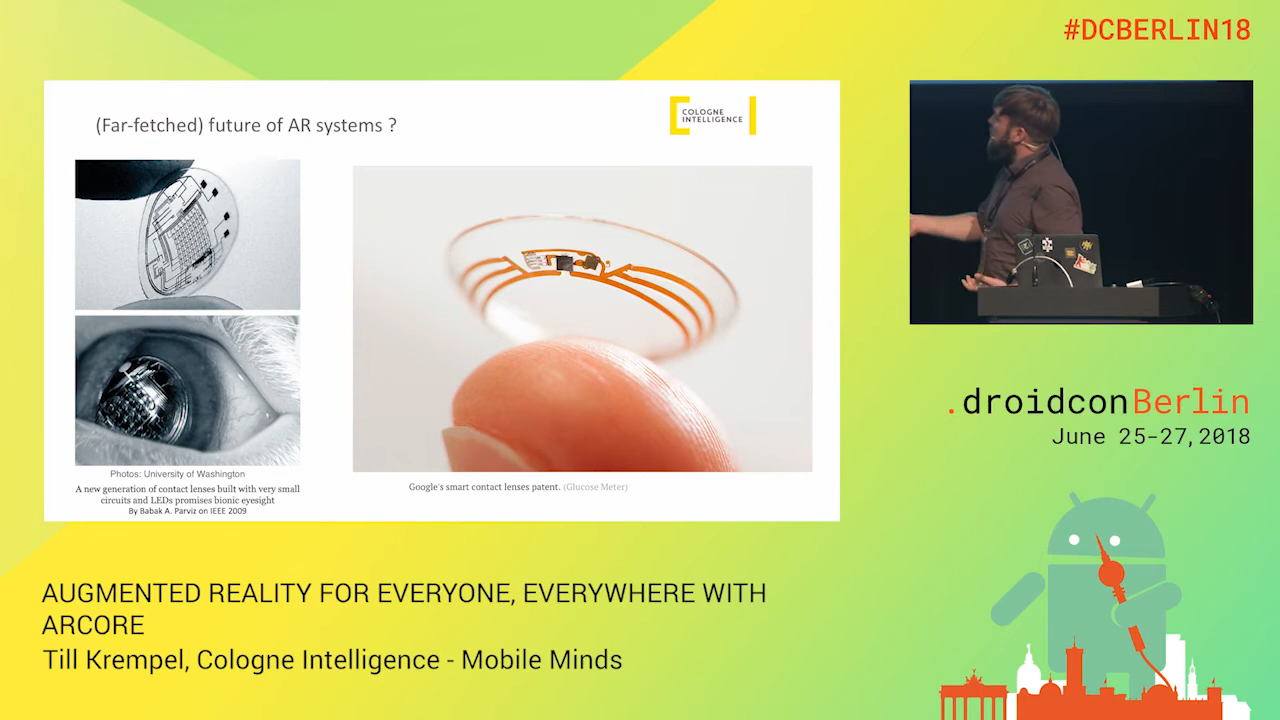 #DCBERLIN18
(Far-fetched) future of AR systems ?
COLOGNE
INTELLIGENCE
Photos: University of Washington
A new generation of contact lenses built with very small
circuits and LEDs promises bionic eyesight
By Babak A. Parviz on IEEE 2009
Google's smart contact lenses patent. (Glucose Meter)
.droidconBerlin
June 25-27, 2018
AUGMENTED REALITY FOR EVERYONE, EVERYWHERE WITH
ARCORE
Till Krempel, Cologne Intelligence - Mobile Minds